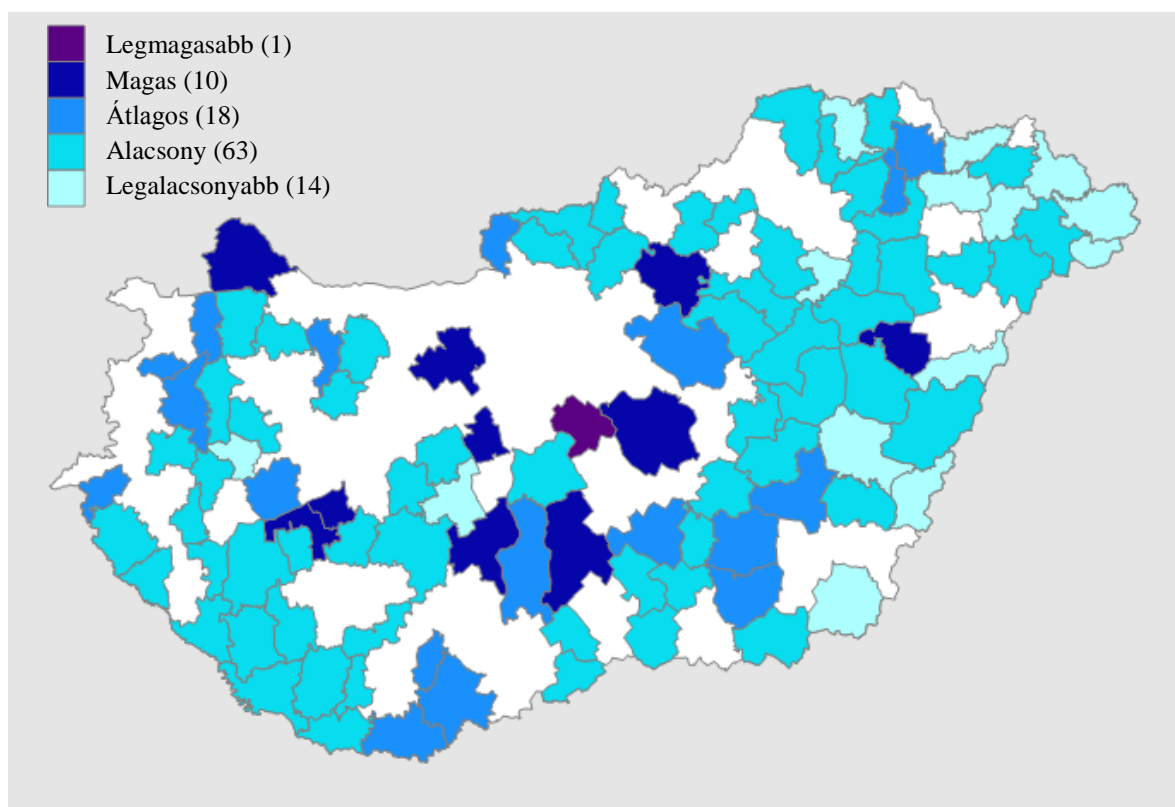 Legmagasabb (1)
Magas (10)
Átlagos (18)
Alacsony (63)
Legalacsonyabb (14)